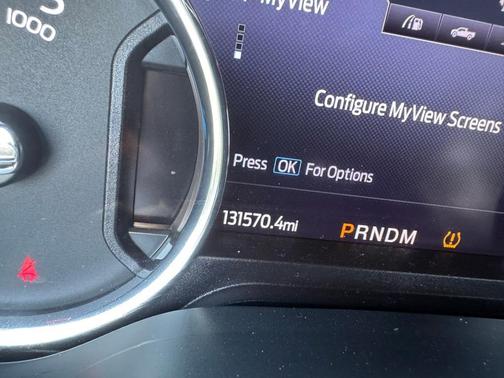 MyView
1000
Configure MyView Screens
Press OK For Options
131570.4mi PRNDM